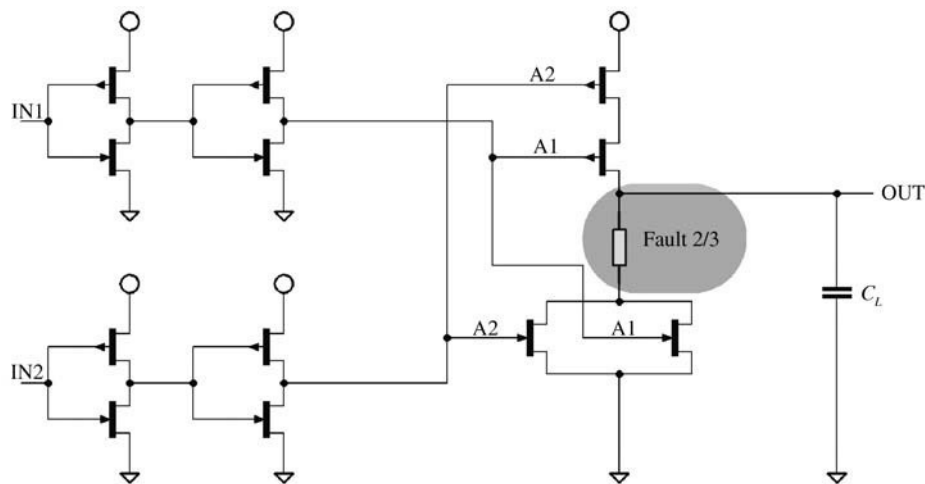 A2
IN1
A1
OUT
Fault 2/3
C_L
A2
A1
IN2